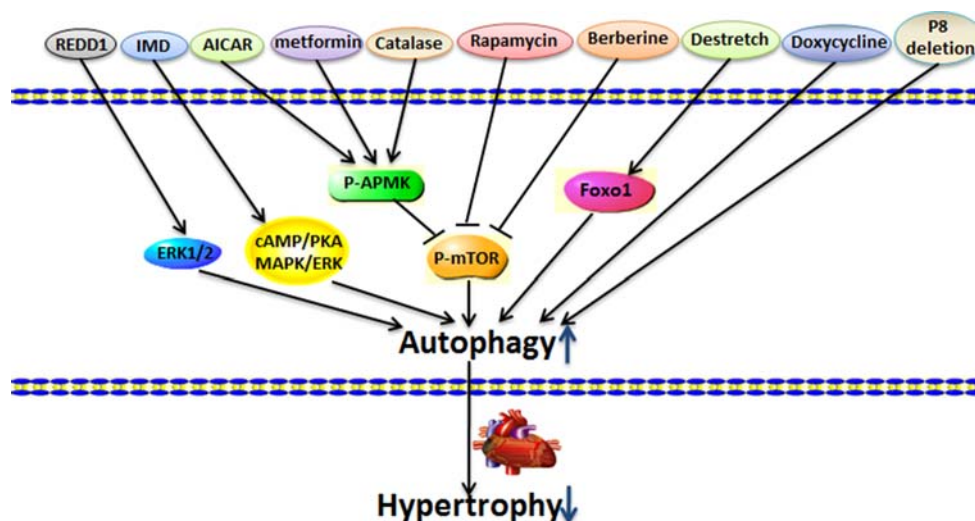 REDD1
IMD
AICAR
metformin
Catalase
Rapamycin
Berberine
Destretch
Doxycycline
P8
deletion
P-APMK
Foxo1
ERK1/2
cAMP/PKA
MAPK/ERK
P-mTOR
Autophagy
Hypertrophy